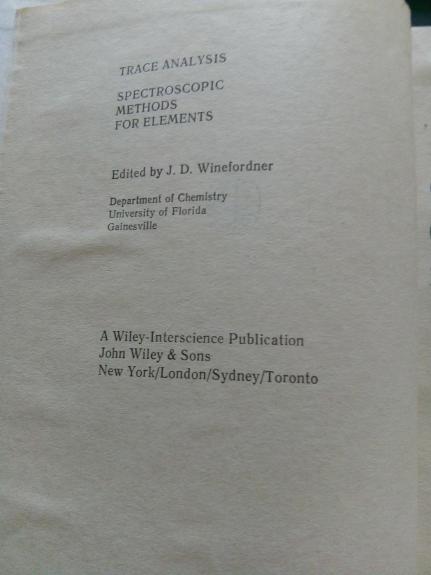 TRACE ANALYSIS
SPECTROSCOPIC
METHODS
FOR ELEMENTS
Edited by J. D. Winefordner
Department of Chemistry
University of Florida
Gainesville
A Wiley-Interscience Publication
John Wiley & Sons
New York/London/Sydney/Toronto